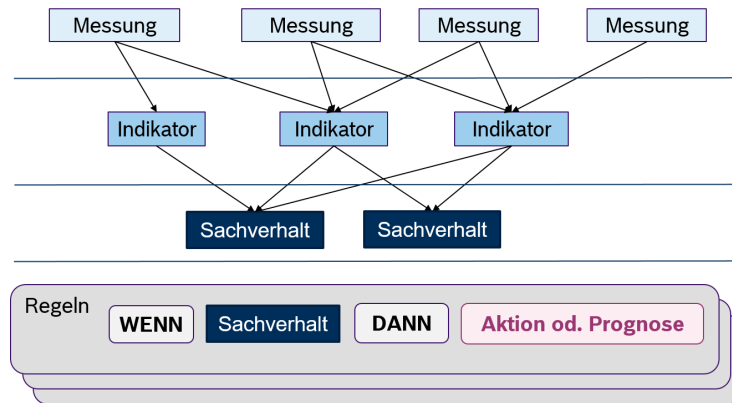 Messung Messung Messung Messung
Indikator Indikator Indikator
Sachverhalt Sachverhalt
Regeln
WENN Sachverhalt DANN Aktion od. Prognose